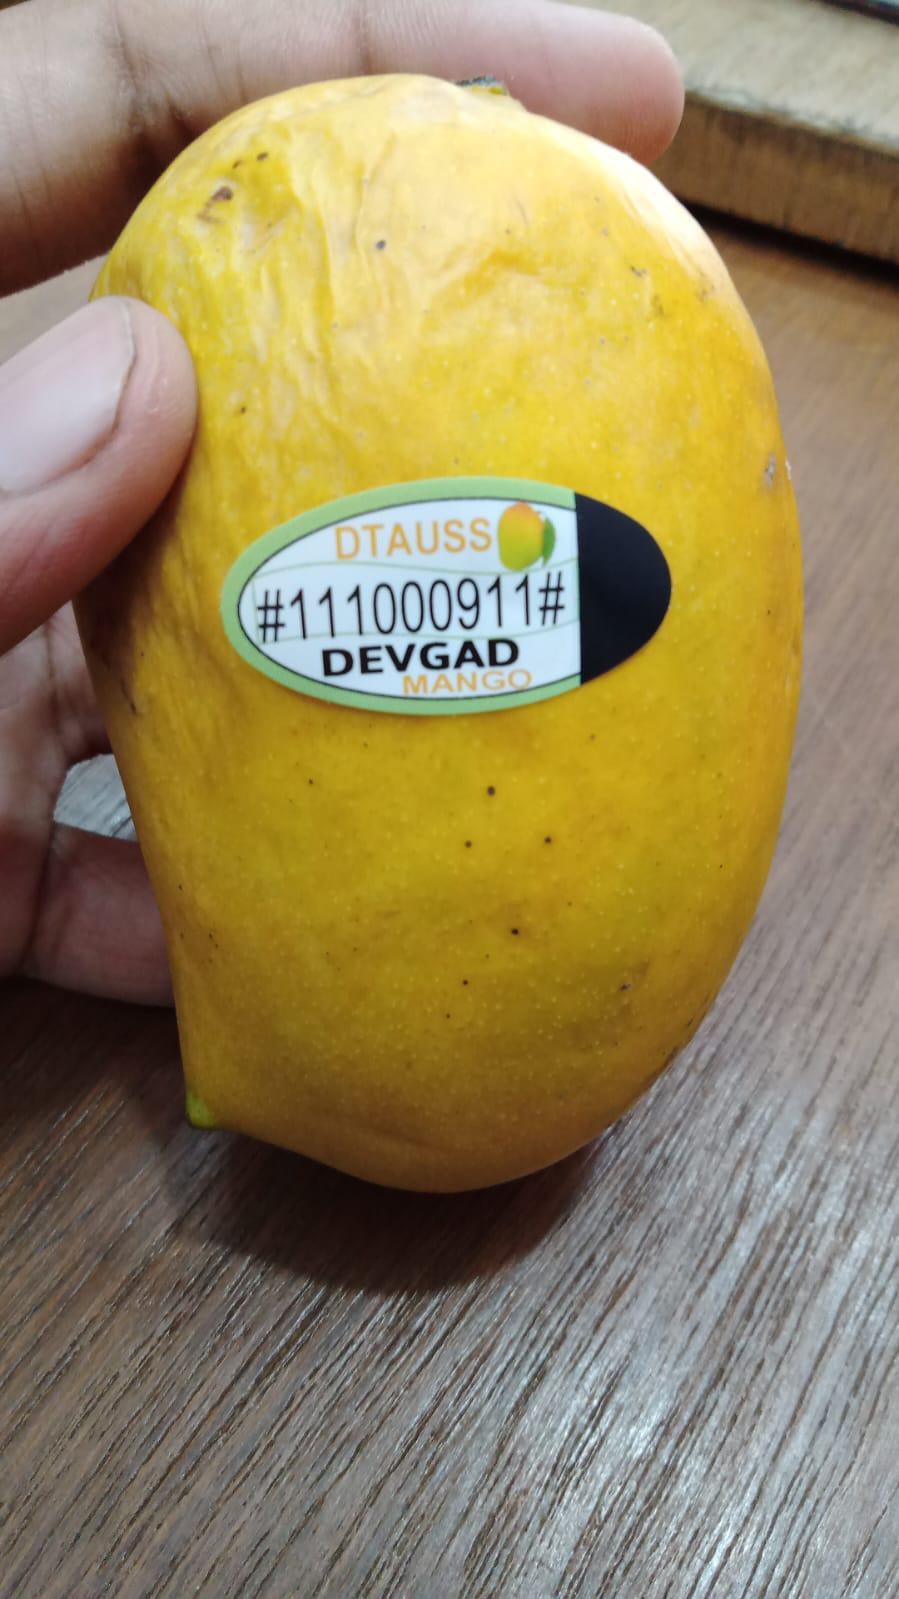 DTAUSS
#111000911#
DEVGAD
MANGO